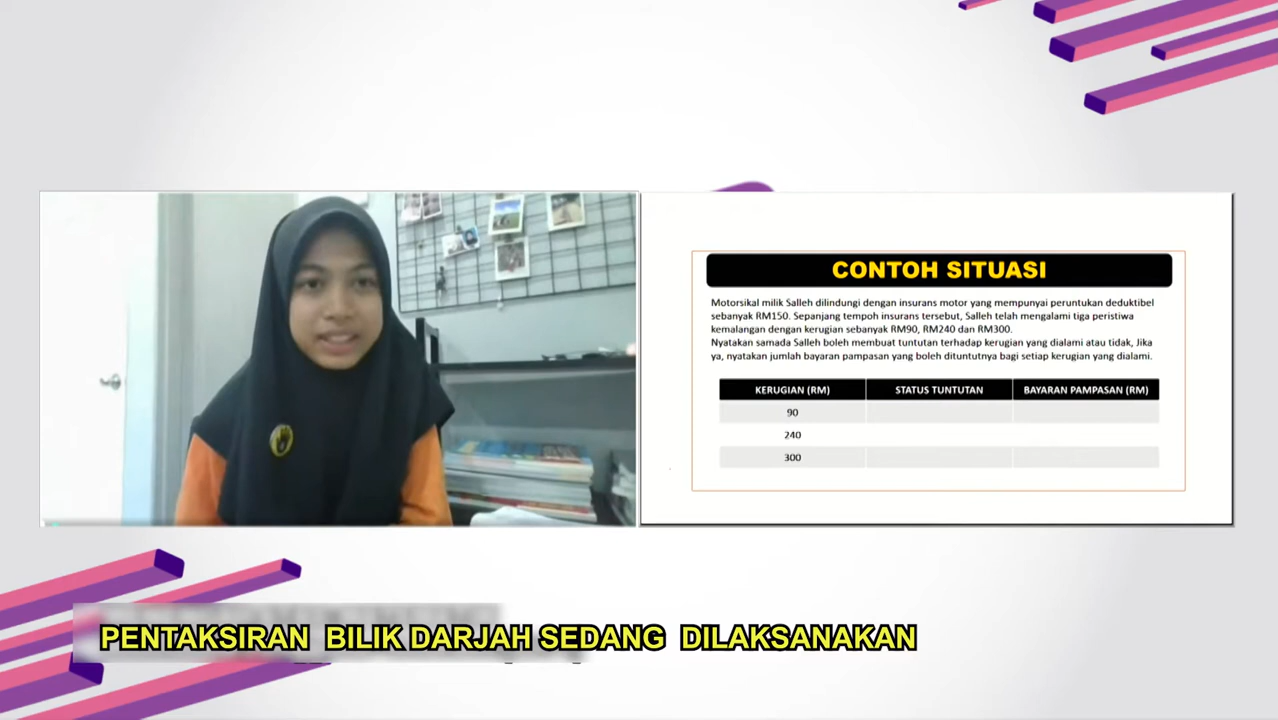 CONTOH SITUASI
Motorsikal milik Salleh dilindungi dengan insurans motor yang mempunyai peruntukan deduktibel
sebanyak RM150. Sepanjang tempoh insurans tersebut, Salleh telah mengalami tiga peristiwa
kemalangan dengan kerugian sebanyak RM90, RM240 dan RM300.
Nyatakan samada Salleh boleh membuat tuntutan terhadap kerugian yang dialami atau tidak, Jika
ya, nyatakan jumlah bayaran pampasan yang boleh dituntutnya bagi setiap kerugian yang dialami.
KERUGIAN (RM) STATUS TUNTUTAN BAYARAN PAMPASAN (RM)
90
240
300
PENTAKSIRAN BILIK DARJAH SEDANG DILAKSANAKAN